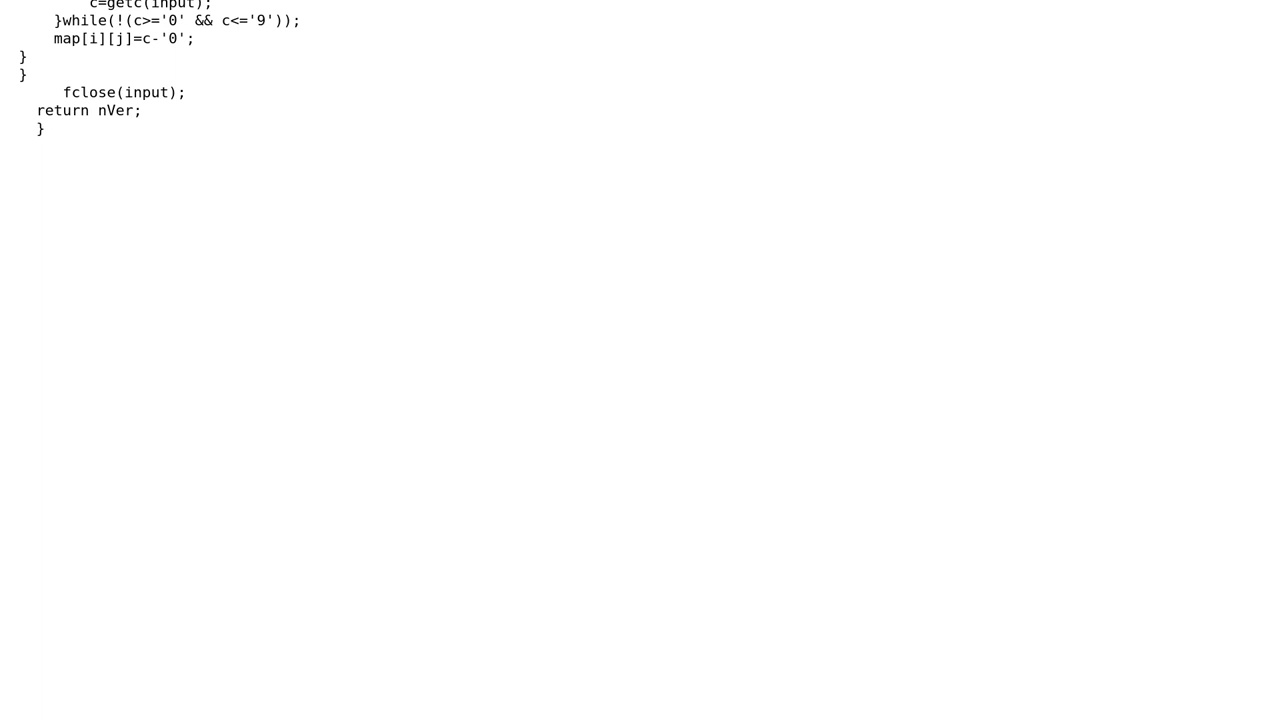 c=getc(input);
}while(!(c>='0' && c<='9'));
map[i][j]=c-'0';
}
}
fclose(input);
return nVer;
}